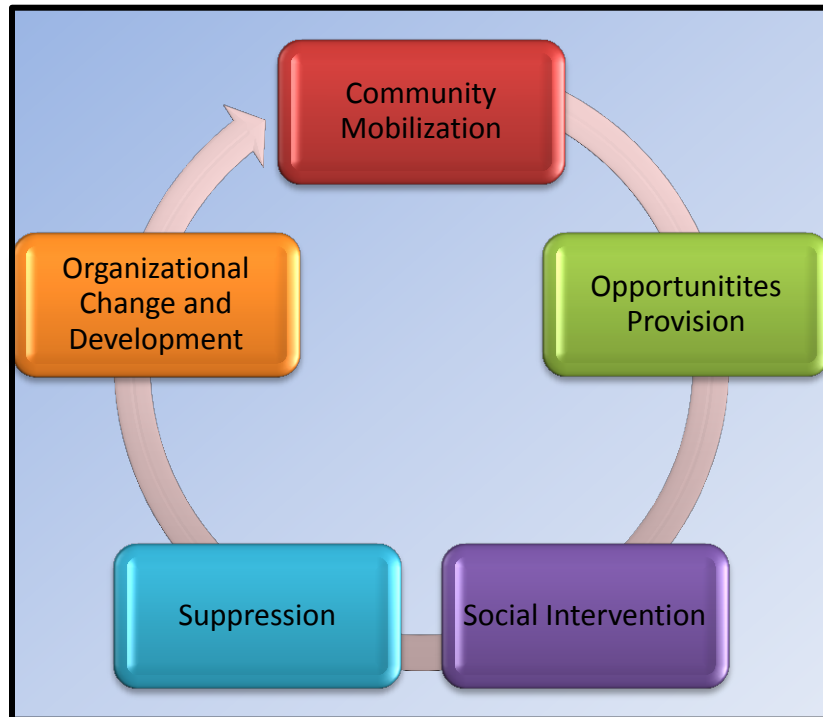 Community
Mobilization
Opportunitites
Provision
Social Intervention
Suppression
Organizational
Change and
Development